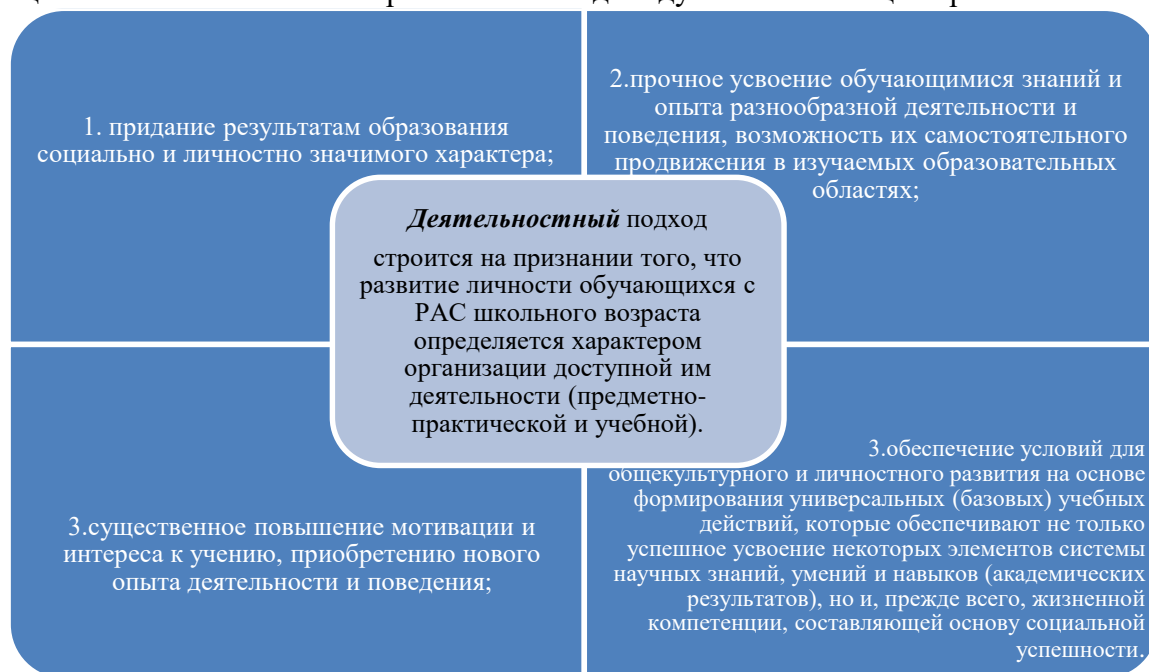 1. придание результатам образования
социально и личностно значимого характера;
2.прочное усвоение обучающимися знаний и
опыта разнообразной деятельности и
поведения, возможность их самостоятельного
продвижения в изучаемых образовательных
областях;
Деятельностный подход
строится на признании того, что
развитие личности обучающихся с
РАС школьного возраста
определяется характером
организации доступной им
деятельности (предметно-
практической и учебной).
3.существенное повышение мотивации и
интереса к учению, приобретению нового
опыта деятельности и поведения;
3.обеспечение условий для
общекультурного и личностного развития на основе
формирования универсальных (базовых) учебных
действий, которые обеспечивают не только
успешное усвоение некоторых элементов системы
научных знаний, умений и навыков (академических
результатов), но и, прежде всего, жизненной
компетенции, составляющей основу социальной
успешности.